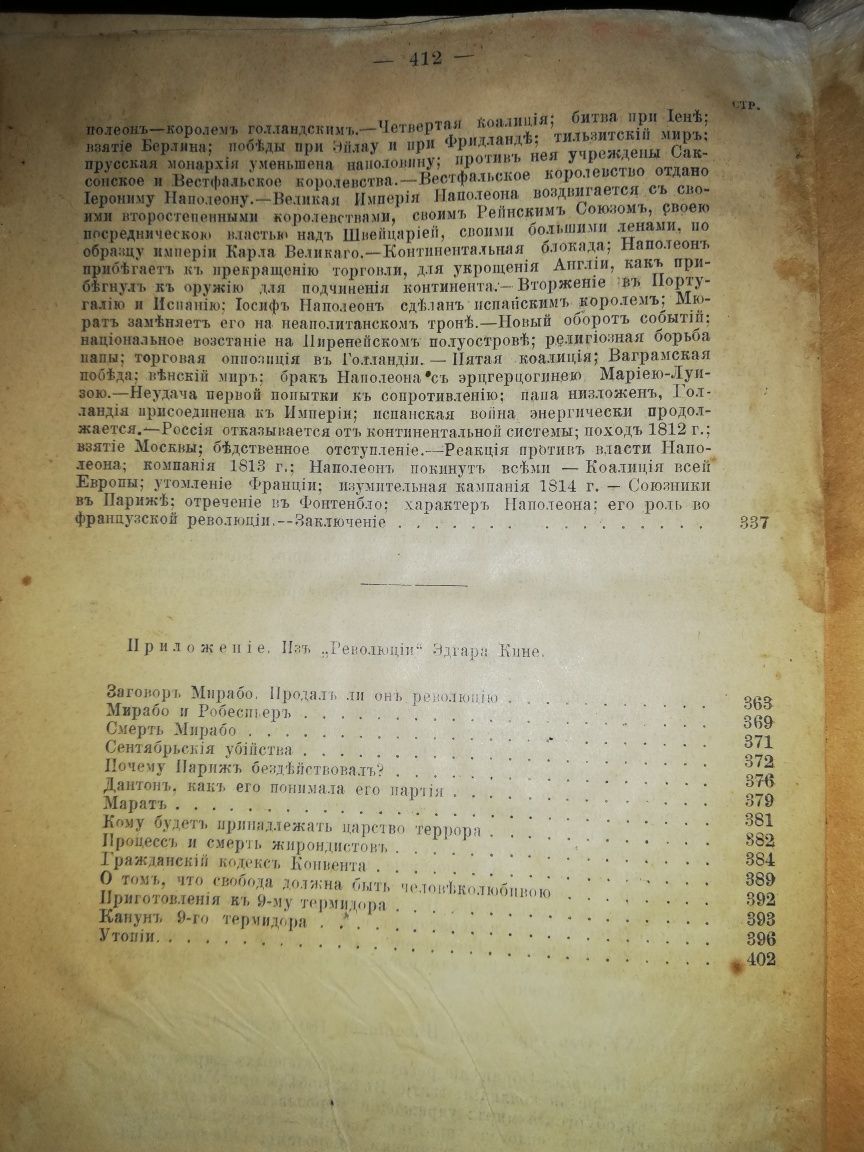 — 412 —
СТР.
полеонъ—королемъ голландскимъ.—Четвертая коалиція; битва при Іенѣ;
взятіе Берлина; побѣды при Эйлау и при Фридландѣ; тильзитскій миръ;
прусская монархія уменьшена наполовину; противъ нея учреждены Сак-
сонское и Вестфальское королевства.—Вестфальское королевство отдано
Іерониму Наполеону.—Великая Имперія Наполеона воздвигается съ сво-
ими второстепенными королевствами, своимъ Рейнскимъ Союзомъ, своею
посредническою властью надъ Швейцаріей, своими большими ленами, по
образцу имперіи Карла Великаго.—Континентальная блокада; Наполеонъ
прибѣгаетъ къ прекращенію торговли, для укрощенія Англіи, какъ при-
бѣгнулъ къ оружію для подчиненія континента.—Вторженіе въ Порту-
галію и Испанію; Іосифъ Наполеонъ сдѣланъ испанскимъ королемъ; Мю-
ратъ замѣняетъ его на неаполитанскомъ тронѣ.—Новый оборотъ событій;
національное возстаніе на Пиренейскомъ полуостровѣ; религіозная борьба
папы; торговая оппозиція въ Голландіи. — Пятая коалиція; Ваграмская
побѣда; вѣнскій миръ; бракъ Наполеона съ эрцгерцогинею Маріею-Луи-
зою.—Неудача первой попытки къ сопротивленію; папа низложенъ, Гол-
ландія присоединена къ Имперіи; испанская война энергически продол-
жается.—Россія отказывается отъ континентальной системы; походъ 1812 г.;
взятіе Москвы; бѣдственное отступленіе.—Реакція противъ власти Напо-
леона; компанія 1813 г.; Наполеонъ покинутъ всѣми — Коалиція всей
Европы; утомленіе Франціи; изумительная кампанія 1814 г. — Союзники
въ Парижѣ; отреченіе въ Фонтенбло; характеръ Наполеона; его роль во
французской революціи.--Заключеніе . . . . . . . . . . . . . . . 337
Приложеніе. Изъ „Революціи“ Эдгара Кине.
Заговоръ Мирабо. Продалъ ли онъ революцію . . . . . . . . . . 363
Мирабо и Робеспьеръ . . . . . . . . . . . . . . . . . . . . 369
Смерть Мирабо . . . . . . . . . . . . . . . . . . . . . . . 371
Сентябрьскія убійства . . . . . . . . . . . . . . . . . . . . 372
Почему Парижъ бездѣйствовалъ? . . . . . . . . . . . . . . . 376
Дантонъ, какъ его понимала его партія . . . . . . . . . . . . . 379
Маратъ . . . . . . . . . . . . . . . . . . . . . . . . . . 381
Кому будетъ принадлежать царство террора . . . . . . . . . . . 382
Процессъ и смерть жирондистовъ . . . . . . . . . . . . . . . 384
Гражданскій кодексъ Конвента . . . . . . . . . . . . . . . . 389
О томъ, что свобода должна быть человѣколюбивою . . . . . . . . 392
Приготовленія къ 9-му термидора . . . . . . . . . . . . . . . 393
Канунъ 9-го термидора . . . . . . . . . . . . . . . . . . . 396
Утопіи. . . . . . . . . . . . . . . . . . . . . . . . . . . 402